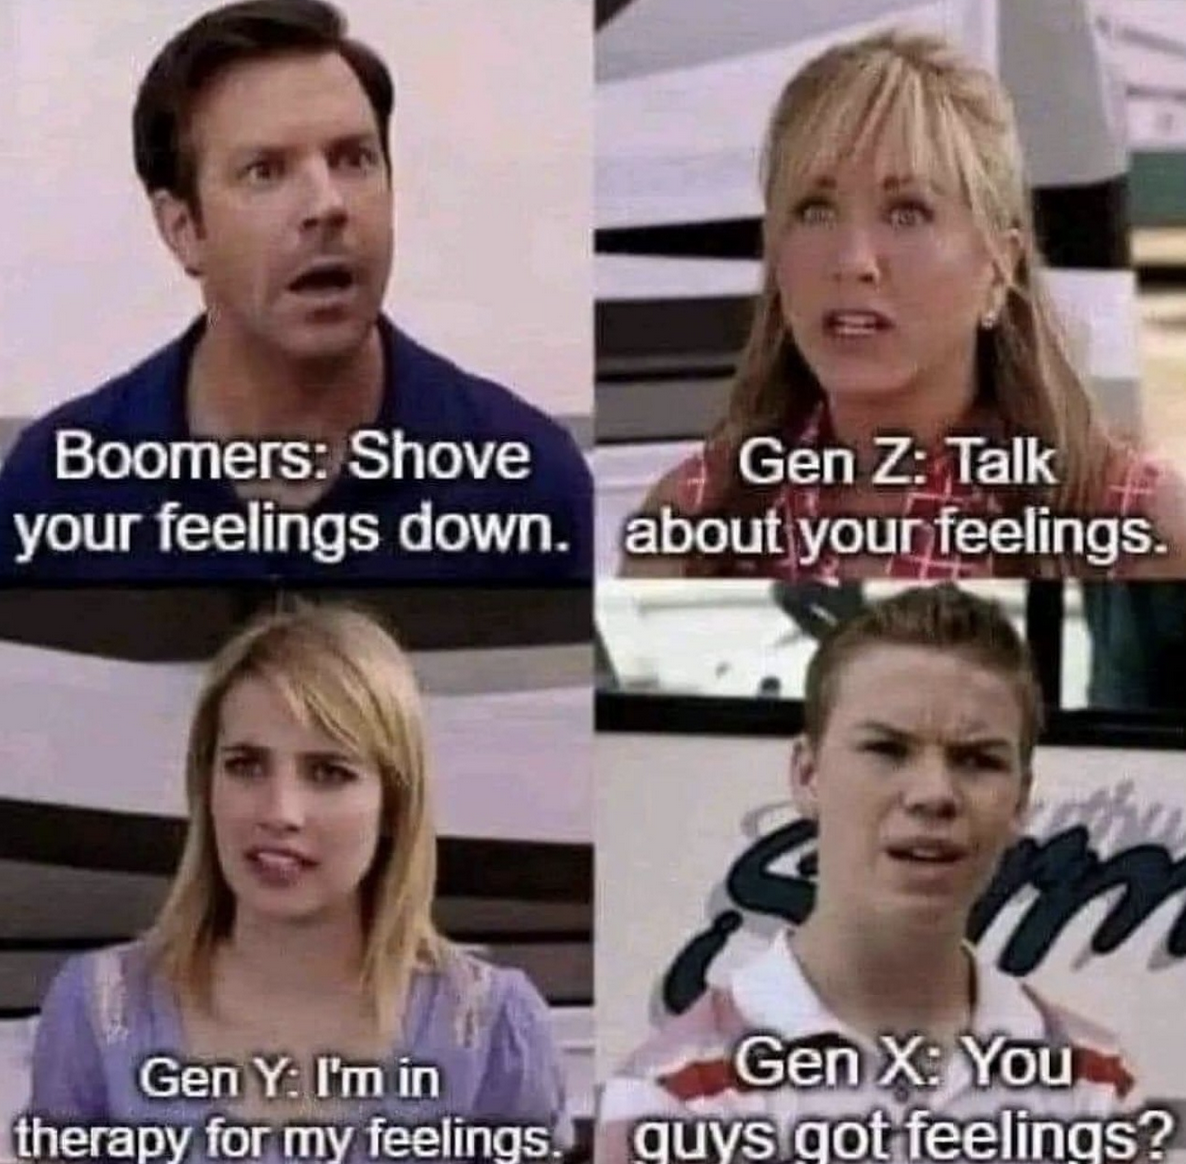 Boomers: Shove
your feelings down.
Gen Z: Talk
about your feelings.
Gen Y: I'm in
therapy for my feelings.
Gen X: You
guys got feelings?